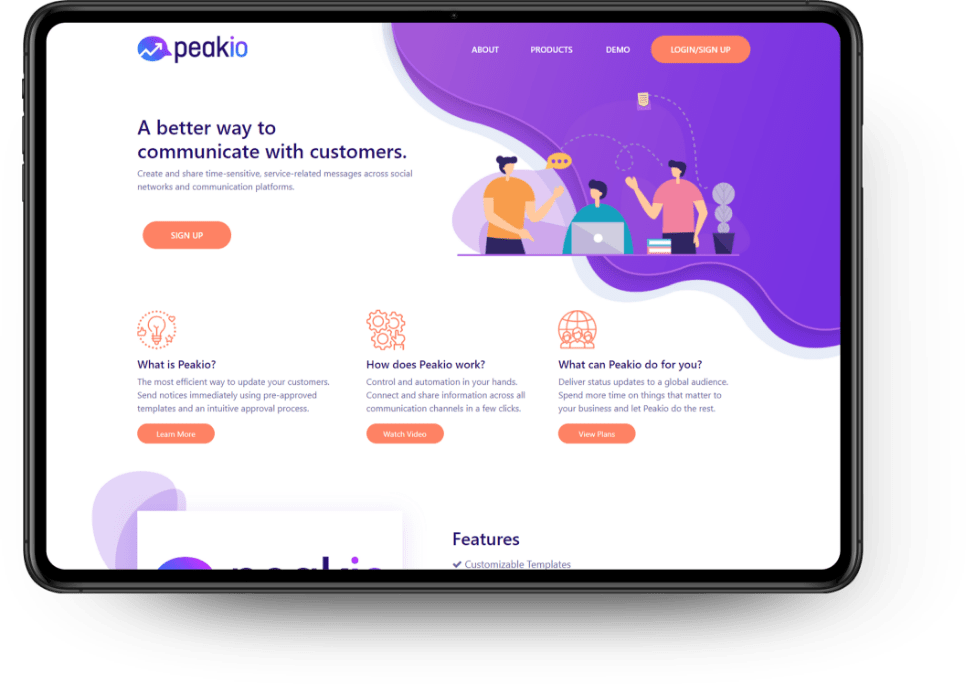 peakio
ABOUT PRODUCTS DEMO LOGIN/SIGN UP
A better way to
communicate with customers.
Create and share time-sensitive, service-related messages across social
networks and communication platforms.
SIGN UP
What is Peakio?
The most efficient way to update your customers.
Send notices immediately using pre-approved
templates and an intuitive approval process.
Learn More
How does Peakio work?
Control and automation in your hands.
Connect and share information across all
communication channels in a few clicks.
Watch Video
What can Peakio do for you?
Deliver status updates to a global audience.
Spend more time on things that matter to
your business and let Peakio do the rest.
View Plans
peakio
Features
Customizable Templates